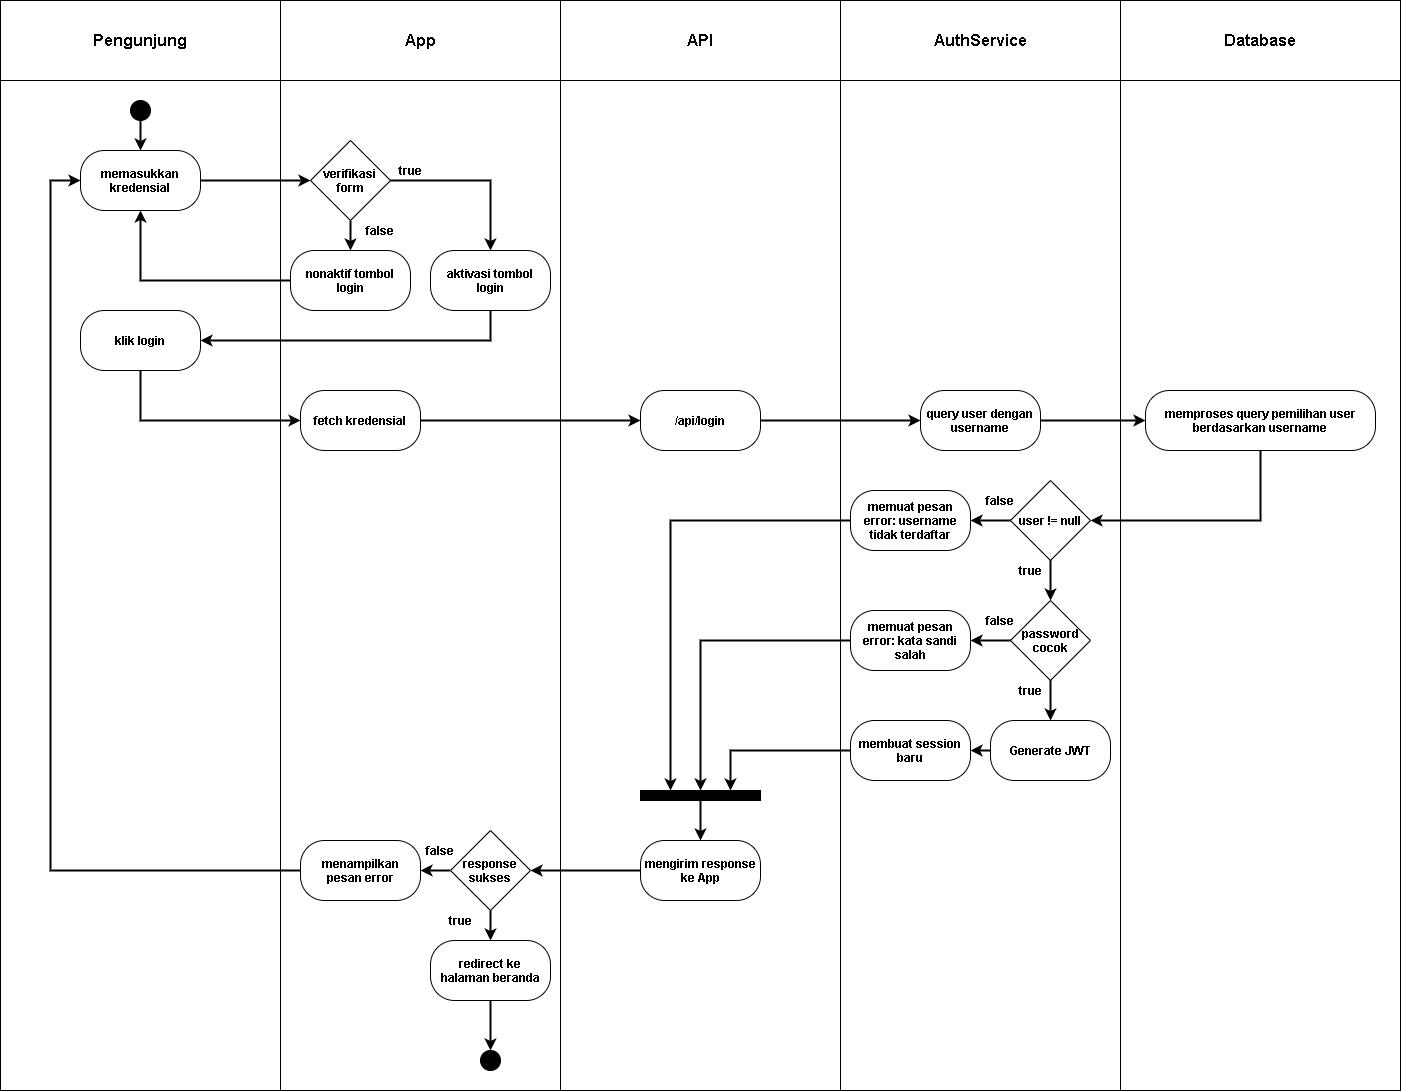 Pengunjung
App
API
AuthService
Database
memasukkan
kredensial
verifikasi
form
true
false
nonaktif tombol
login
aktivasi tombol
login
klik login
fetch kredensial
/api/login
query user dengan
username
memproses query pemilihan user
berdasarkan username
memuat pesan
error: username
tidak terdaftar
false
user != null
true
memuat pesan
error: kata sandi
salah
false
password
cocok
true
membuat session
baru
Generate JWT
menampilkan
pesan error
false
response
sukses
mengirim response
ke App
true
redirect ke
halaman beranda